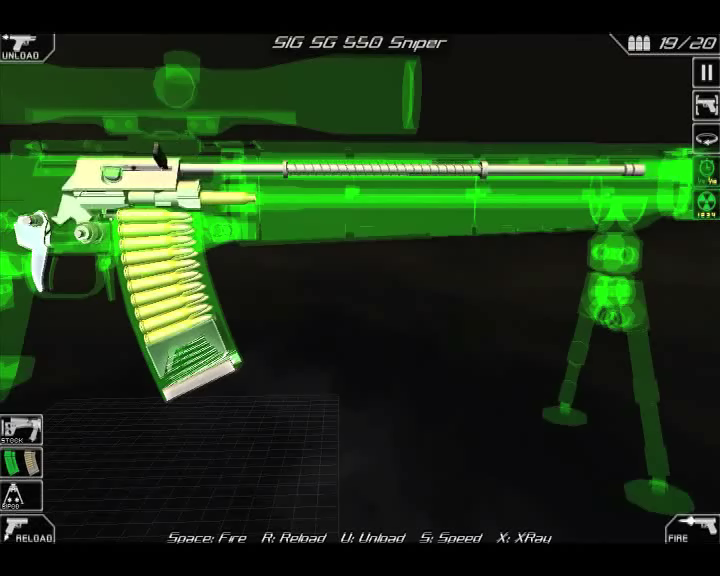 SIG SG 550 Sniper
19/20
UNLOAD
STOCK
BIPOD
RELOAD
Space: Fire R: Reload U: Unload S: Speed X: XRay
FIRE